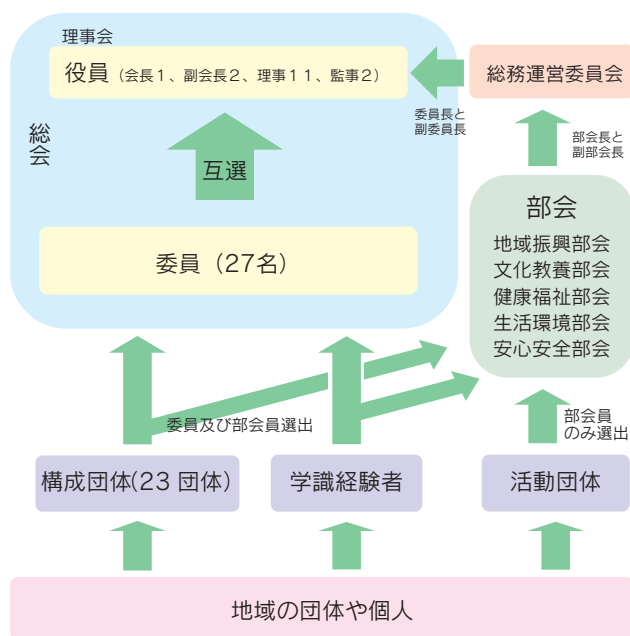 理事会
役員（会長１、副会長２、理事１１、監事２）
総務運営委員会
委員長と
副委員長
総会
部会長と
副部会長
互選
部会
地域振興部会
文化教養部会
健康福祉部会
生活環境部会
安心安全部会
委員（27名）
委員及び部会員選出
部会員
のみ選出
構成団体(23 団体）
学識経験者
活動団体
地域の団体や個人